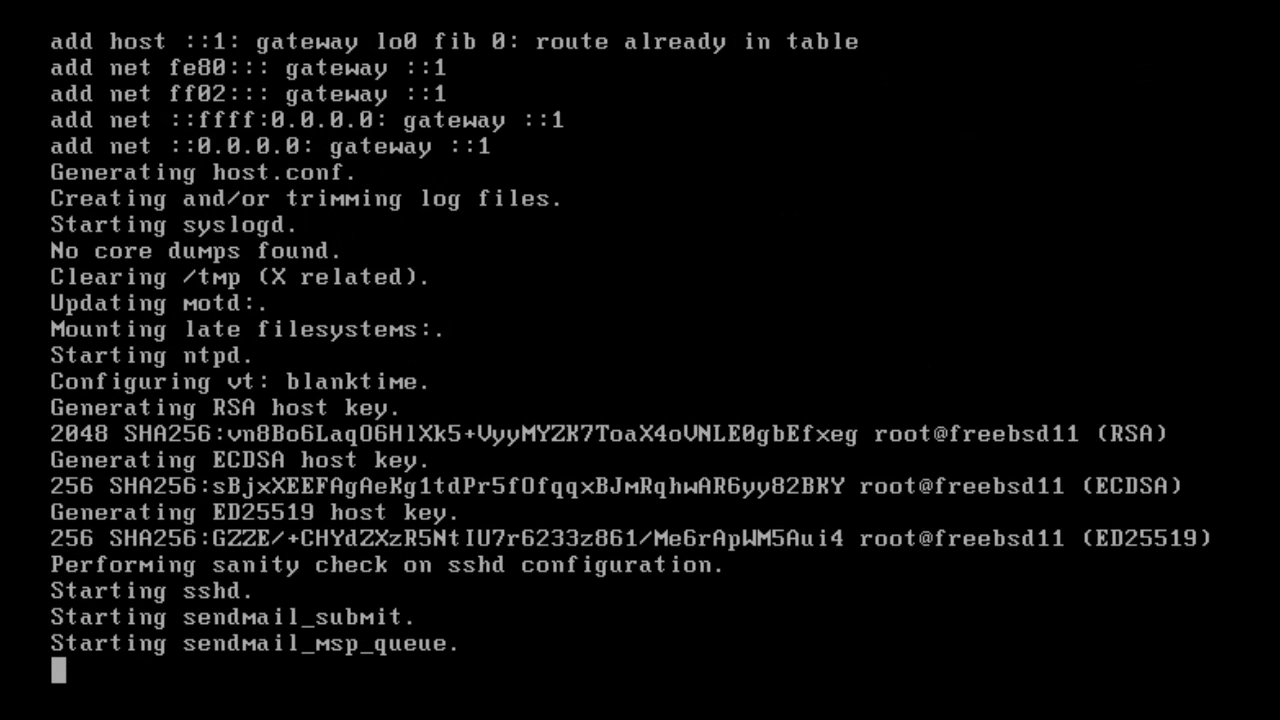 add host ::1: gateway lo0 fib 0: route already in table
add net fe80::: gateway ::1
add net ff02::: gateway ::1
add net ::ffff:0.0.0.0: gateway ::1
add net ::0.0.0.0: gateway ::1
Generating host.conf.
Creating and/or trimming log files.
Starting syslogd.
No core dumps found.
Clearing /tmp (X related).
Updating motd:.
Mounting late filesystems:.
Starting ntpd.
Configuring vt: blanktime.
Generating RSA host key.
2048 SHA256:vn8Bo6LaqO6HlXk5+VyyMYZK7ToaX4oVNLE0gbEfxeg root@freebsd11 (RSA)
Generating ECDSA host key.
256 SHA256:sBjxXEEFAgAeKg1tdPr5fOfqqxBJmRqhwAR6yy82BKY root@freebsd11 (ECDSA)
Generating ED25519 host key.
256 SHA256:GZZE/+CHYdZXzR5NtIU7r6233z861/Me6rApWM5Aui4 root@freebsd11 (ED25519)
Performing sanity check on sshd configuration.
Starting sshd.
Starting sendmail_submit.
Starting sendmail_msp_queue.